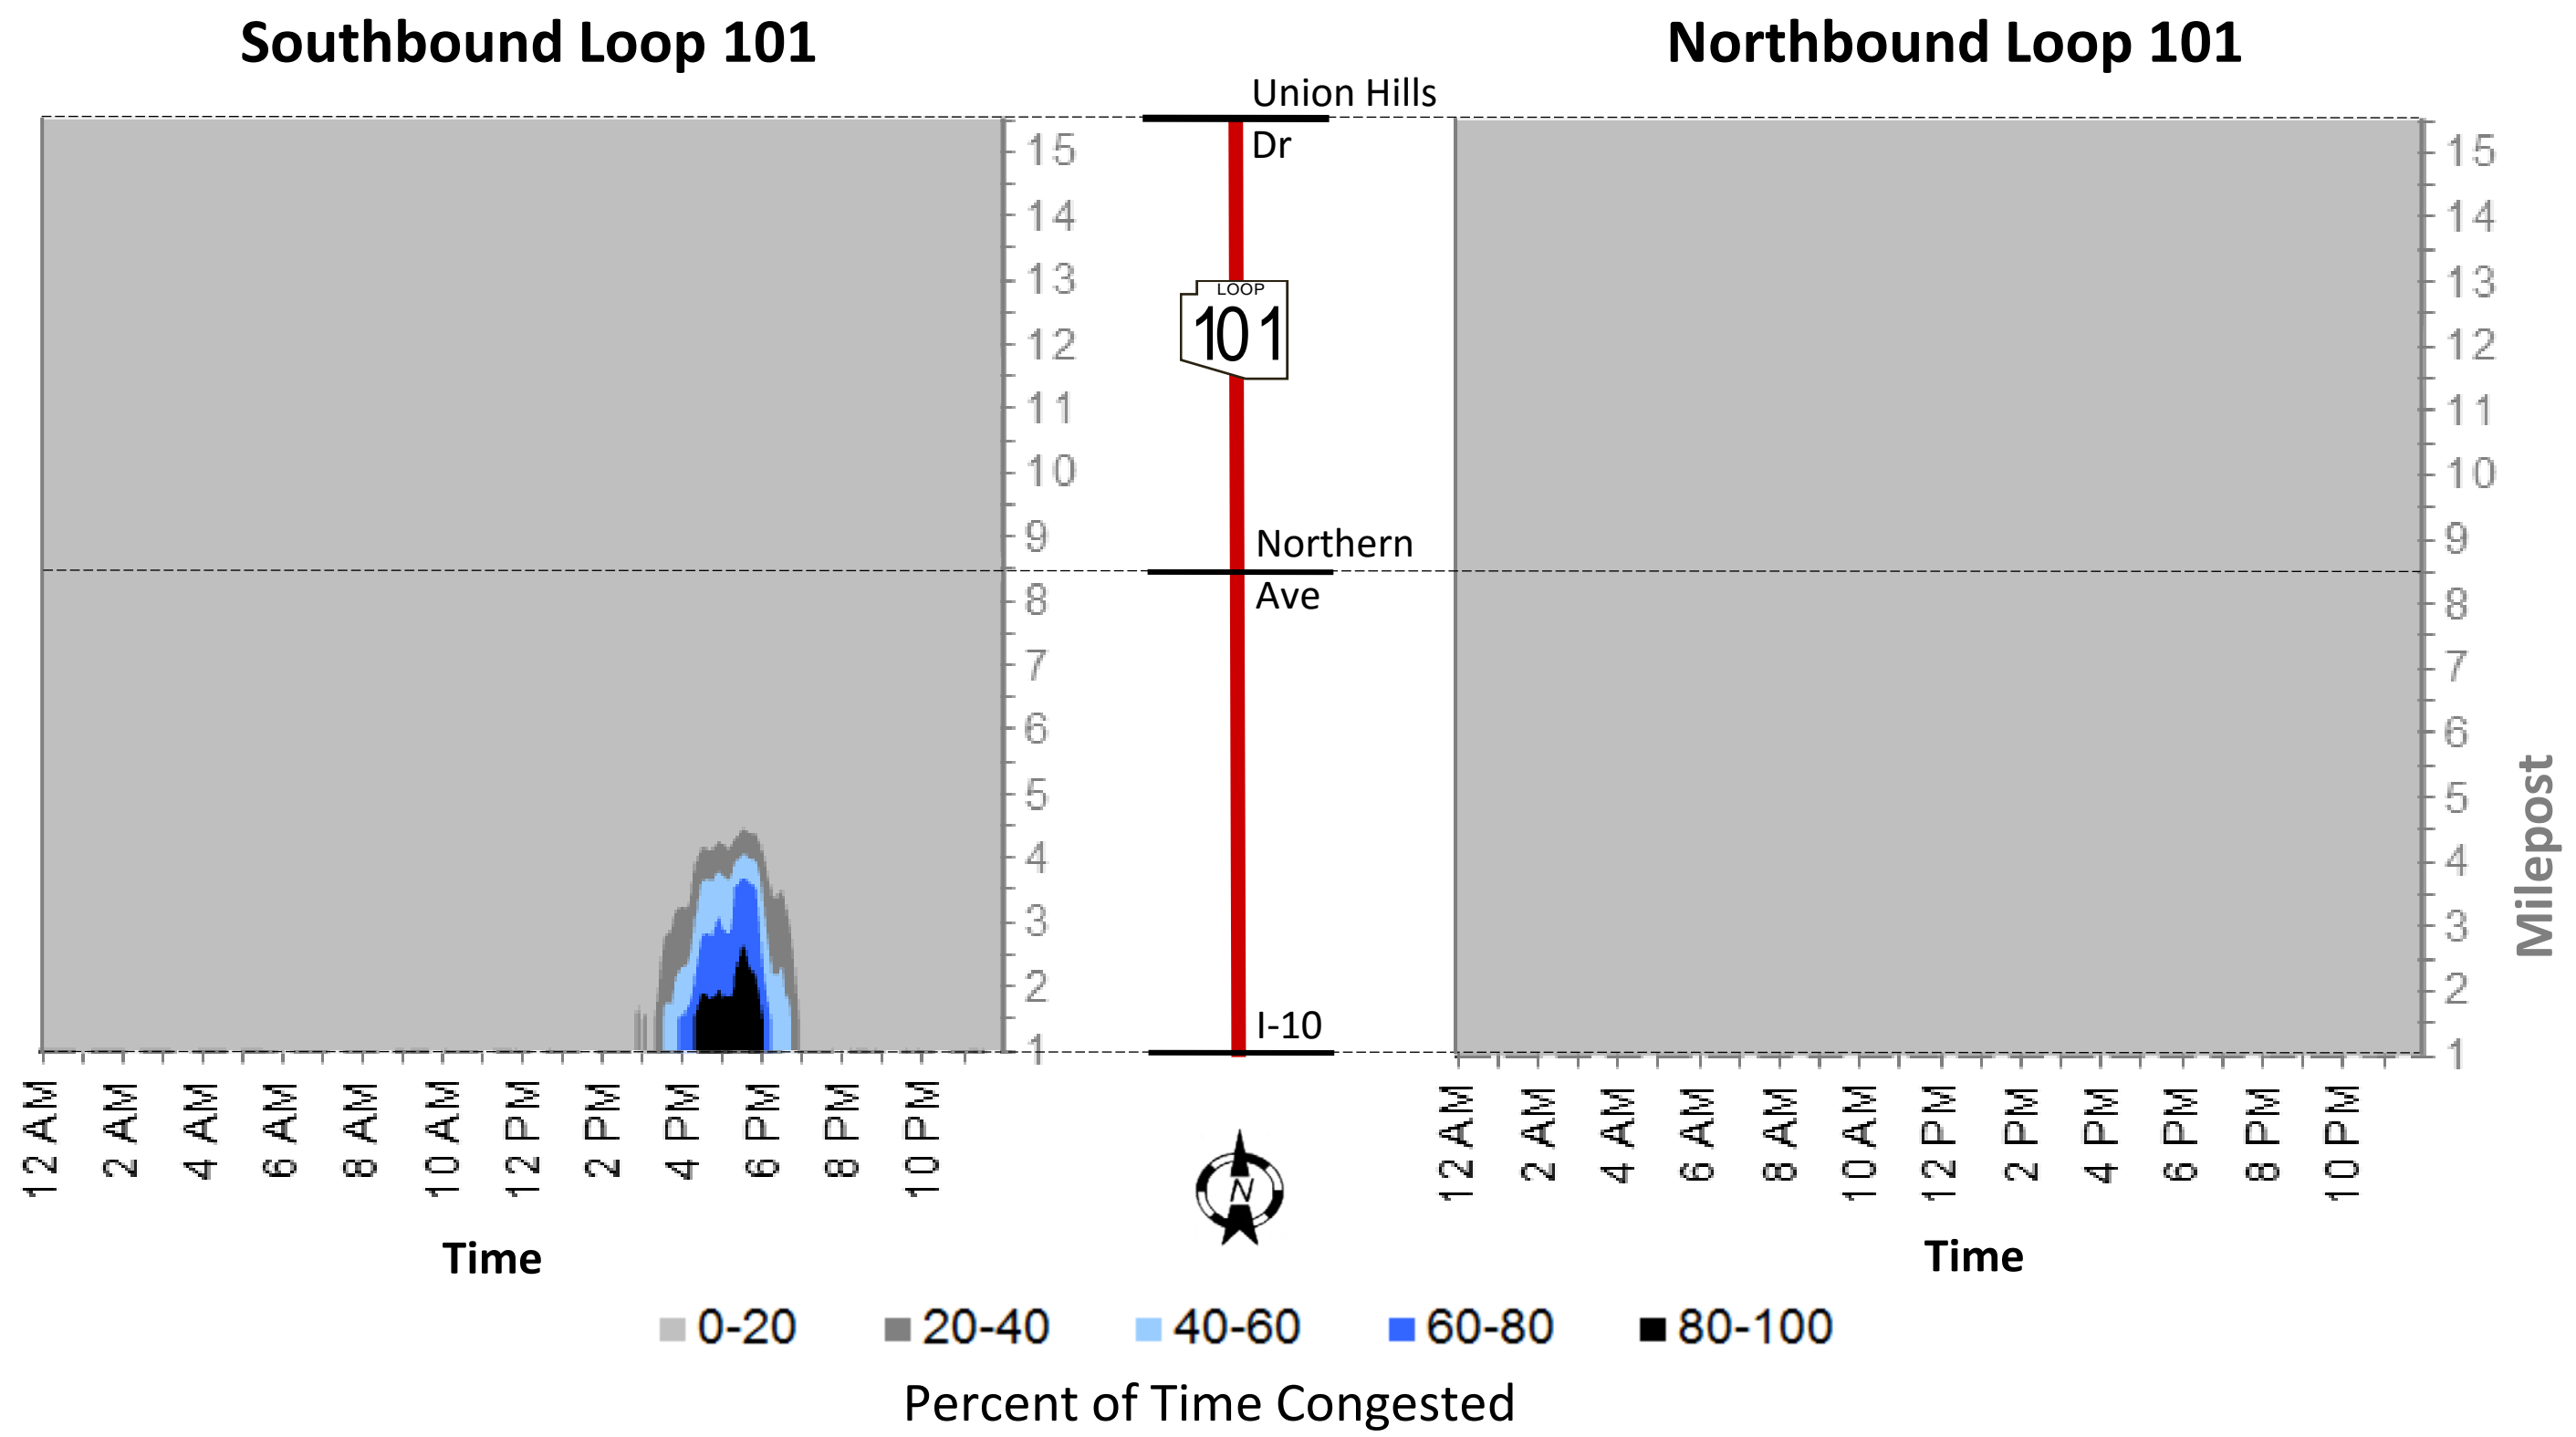 Southbound Loop 101
Northbound Loop 101
Union Hills
Dr
15
14
13
12
11
10
9
8
7
6
5
4
3
2
1
LOOP
101
Northern
Ave
I-10
15
14
13
12
11
10
9
8
7
6
5
4
3
2
1
Milepost
12 AM
2 AM
4 AM
6 AM
8 AM
10 AM
12 PM
2 PM
4 PM
6 PM
8 PM
10 PM
N
12 AM
2 AM
4 AM
6 AM
8 AM
10 AM
12 PM
2 PM
4 PM
6 PM
8 PM
10 PM
Time
Time
0-20 20-40 40-60 60-80 80-100
Percent of Time Congested